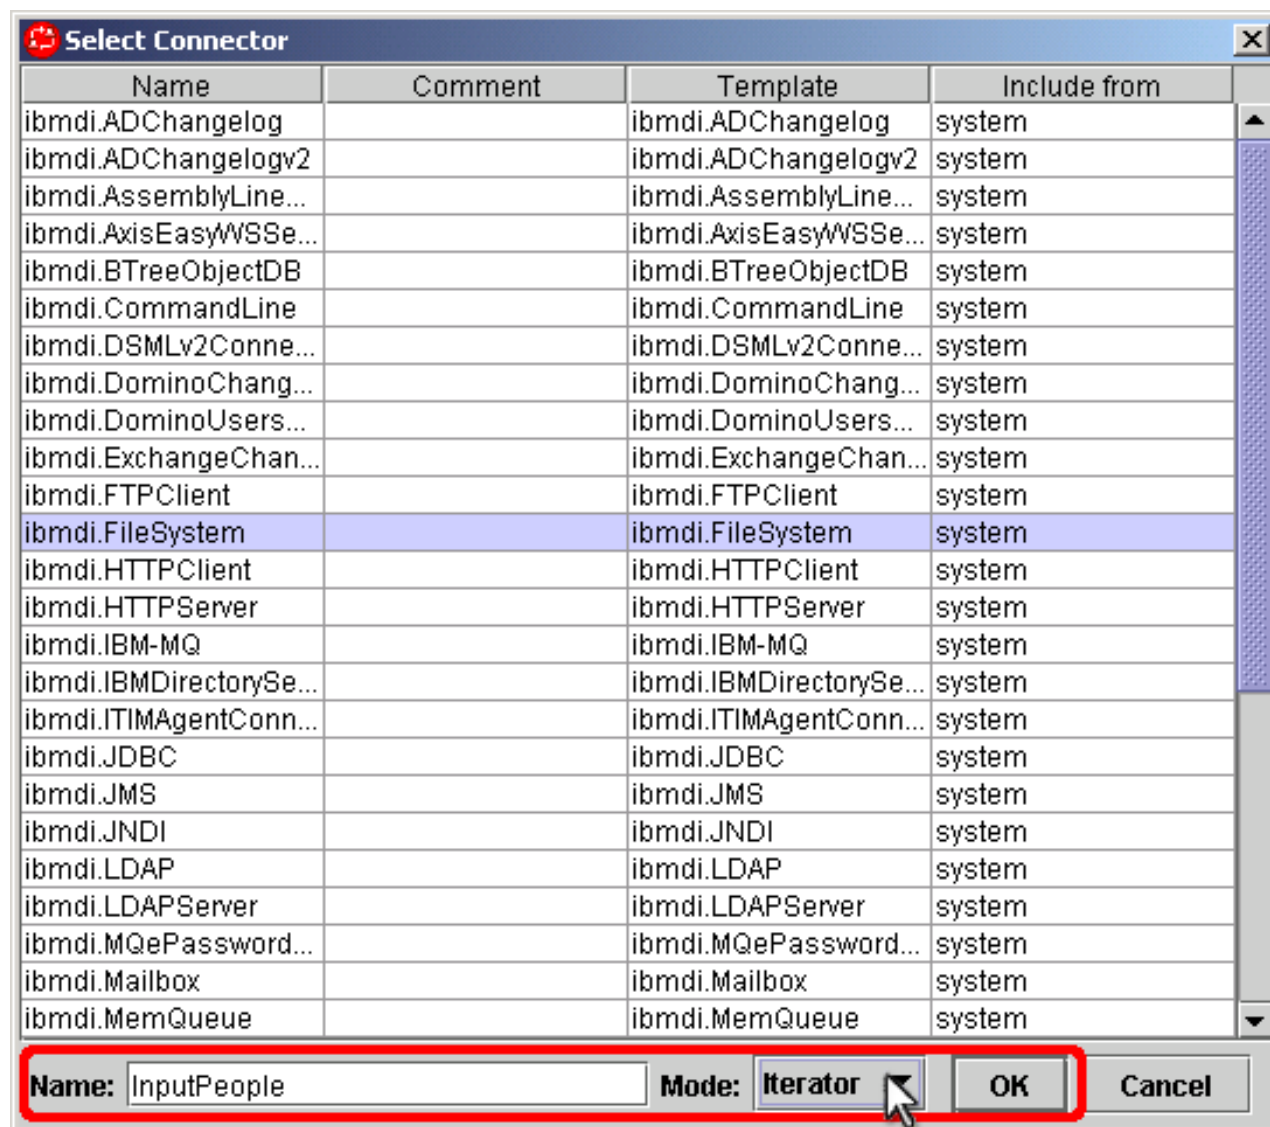 Select Connector
Name Comment Template Include from
ibmdi.ADChangelog ibmdi.ADChangelog system
ibmdi.ADChangelogv2 ibmdi.ADChangelogv2 system
ibmdi.AssemblyLine... ibmdi.AssemblyLine... system
ibmdi.AxisEasyWSSe... ibmdi.AxisEasyWSSe... system
ibmdi.BTreeObjectDB ibmdi.BTreeObjectDB system
ibmdi.CommandLine ibmdi.CommandLine system
ibmdi.DSMLv2Conne... ibmdi.DSMLv2Conne... system
ibmdi.DominoChang... ibmdi.DominoChang... system
ibmdi.DominoUsers... ibmdi.DominoUsers... system
ibmdi.ExchangeChan... ibmdi.ExchangeChan... system
ibmdi.FTPClient ibmdi.FTPClient system
ibmdi.FileSystem ibmdi.FileSystem system
ibmdi.HTTPClient ibmdi.HTTPClient system
ibmdi.HTTPServer ibmdi.HTTPServer system
ibmdi.IBM-MQ ibmdi.IBM-MQ system
ibmdi.IBMDirectorySe... ibmdi.IBMDirectorySe... system
ibmdi.ITIMAgentConn... ibmdi.ITIMAgentConn... system
ibmdi.JDBC ibmdi.JDBC system
ibmdi.JMS ibmdi.JMS system
ibmdi.JNDI ibmdi.JNDI system
ibmdi.LDAP ibmdi.LDAP system
ibmdi.LDAPServer ibmdi.LDAPServer system
ibmdi.MQePassword... ibmdi.MQePassword... system
ibmdi.Mailbox ibmdi.Mailbox system
ibmdi.MemQueue ibmdi.MemQueue system
Name: InputPeople Mode: Iterator OK Cancel